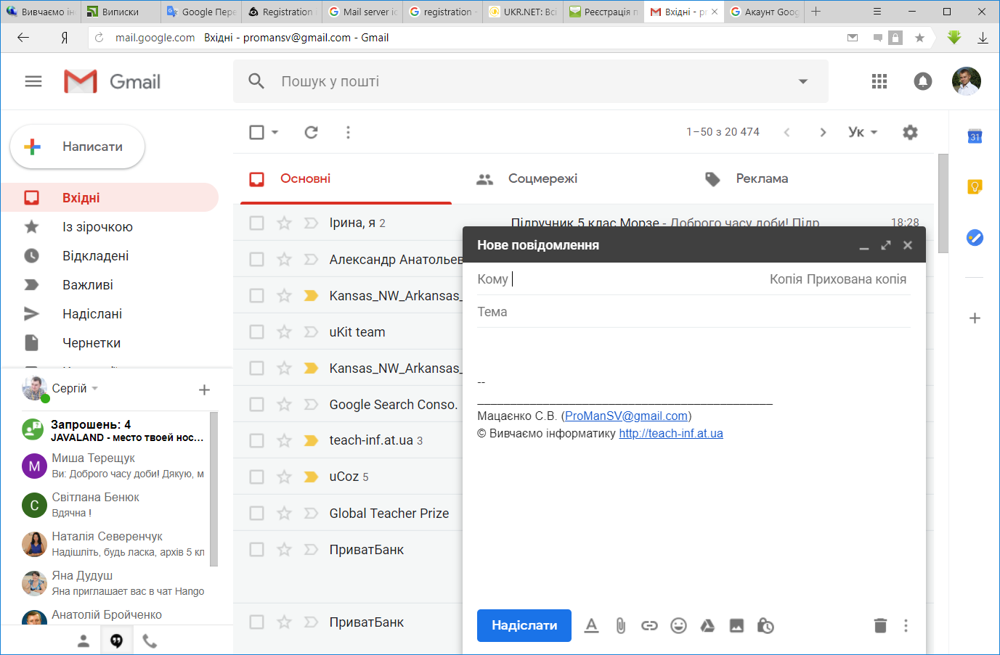 Вивчаємо ін
Виписки
Google Пере
Registration
Mail server ic
registration -
UKR.NET: Всі
Реєстрація п
Вхідні - pr
Акаунт Goog
Я
mail.google.com Вхідні - promansv@gmail.com - Gmail
Gmail
Пошук у пошті
Написати
1–50 з 20 474
Ук
31
Основні
Соцмережі
Реклама
Вхідні
Із зірочкою
Відкладені
Важливі
Надіслані
Чернетки
Сергій
Запрошень: 4
JAVALAND - место твоей нос…
М
Миша Терещук
Ви: Доброго часу доби! Дякую, м
С
Світлана Бенюк
Вдячна !
Наталія Северенчук
Надішліть, будь ласка, архів 5 кл
Яна Дудуш
Яна приглашает вас в чат Hango
Анатолій Бройченко
Ірина, я 2
Підручник 5 клас Морзе - Доброго часу доби! Підр
18:28
Александр Анатольев
Kansas_NW_Arkansas_
uKit team
Kansas_NW_Arkansas_
Google Search Conso.
teach-inf.at.ua 3
uCoz 5
Global Teacher Prize
ПриватБанк
ПриватБанк
Нове повідомлення
Кому
Копія Прихована копія
Тема
--
_____________________________________________
Мацаєнко С.В. (ProManSV@gmail.com)
© Вивчаємо інформатику http://teach-inf.at.ua
Надіслати